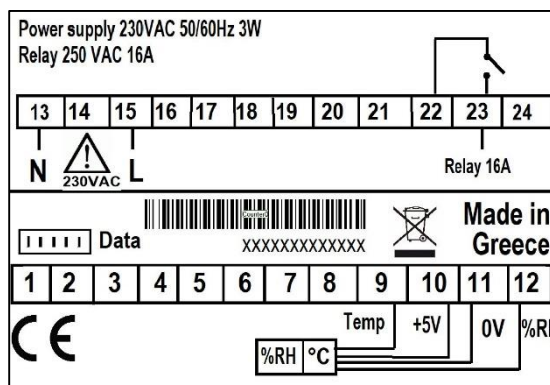 Power supply 230VAC 50/60Hz 3W
Relay 250 VAC 16A
13 14 15 16 17 18 19 20 21 22 23 24
N L Relay 16A
230VAC
Counter0
Made in
Greece
Data XXXXXXXXXXXXX
1 2 3 4 5 6 7 8 9 10 11 12
CE Temp +5V 0V %RH
%RH °C